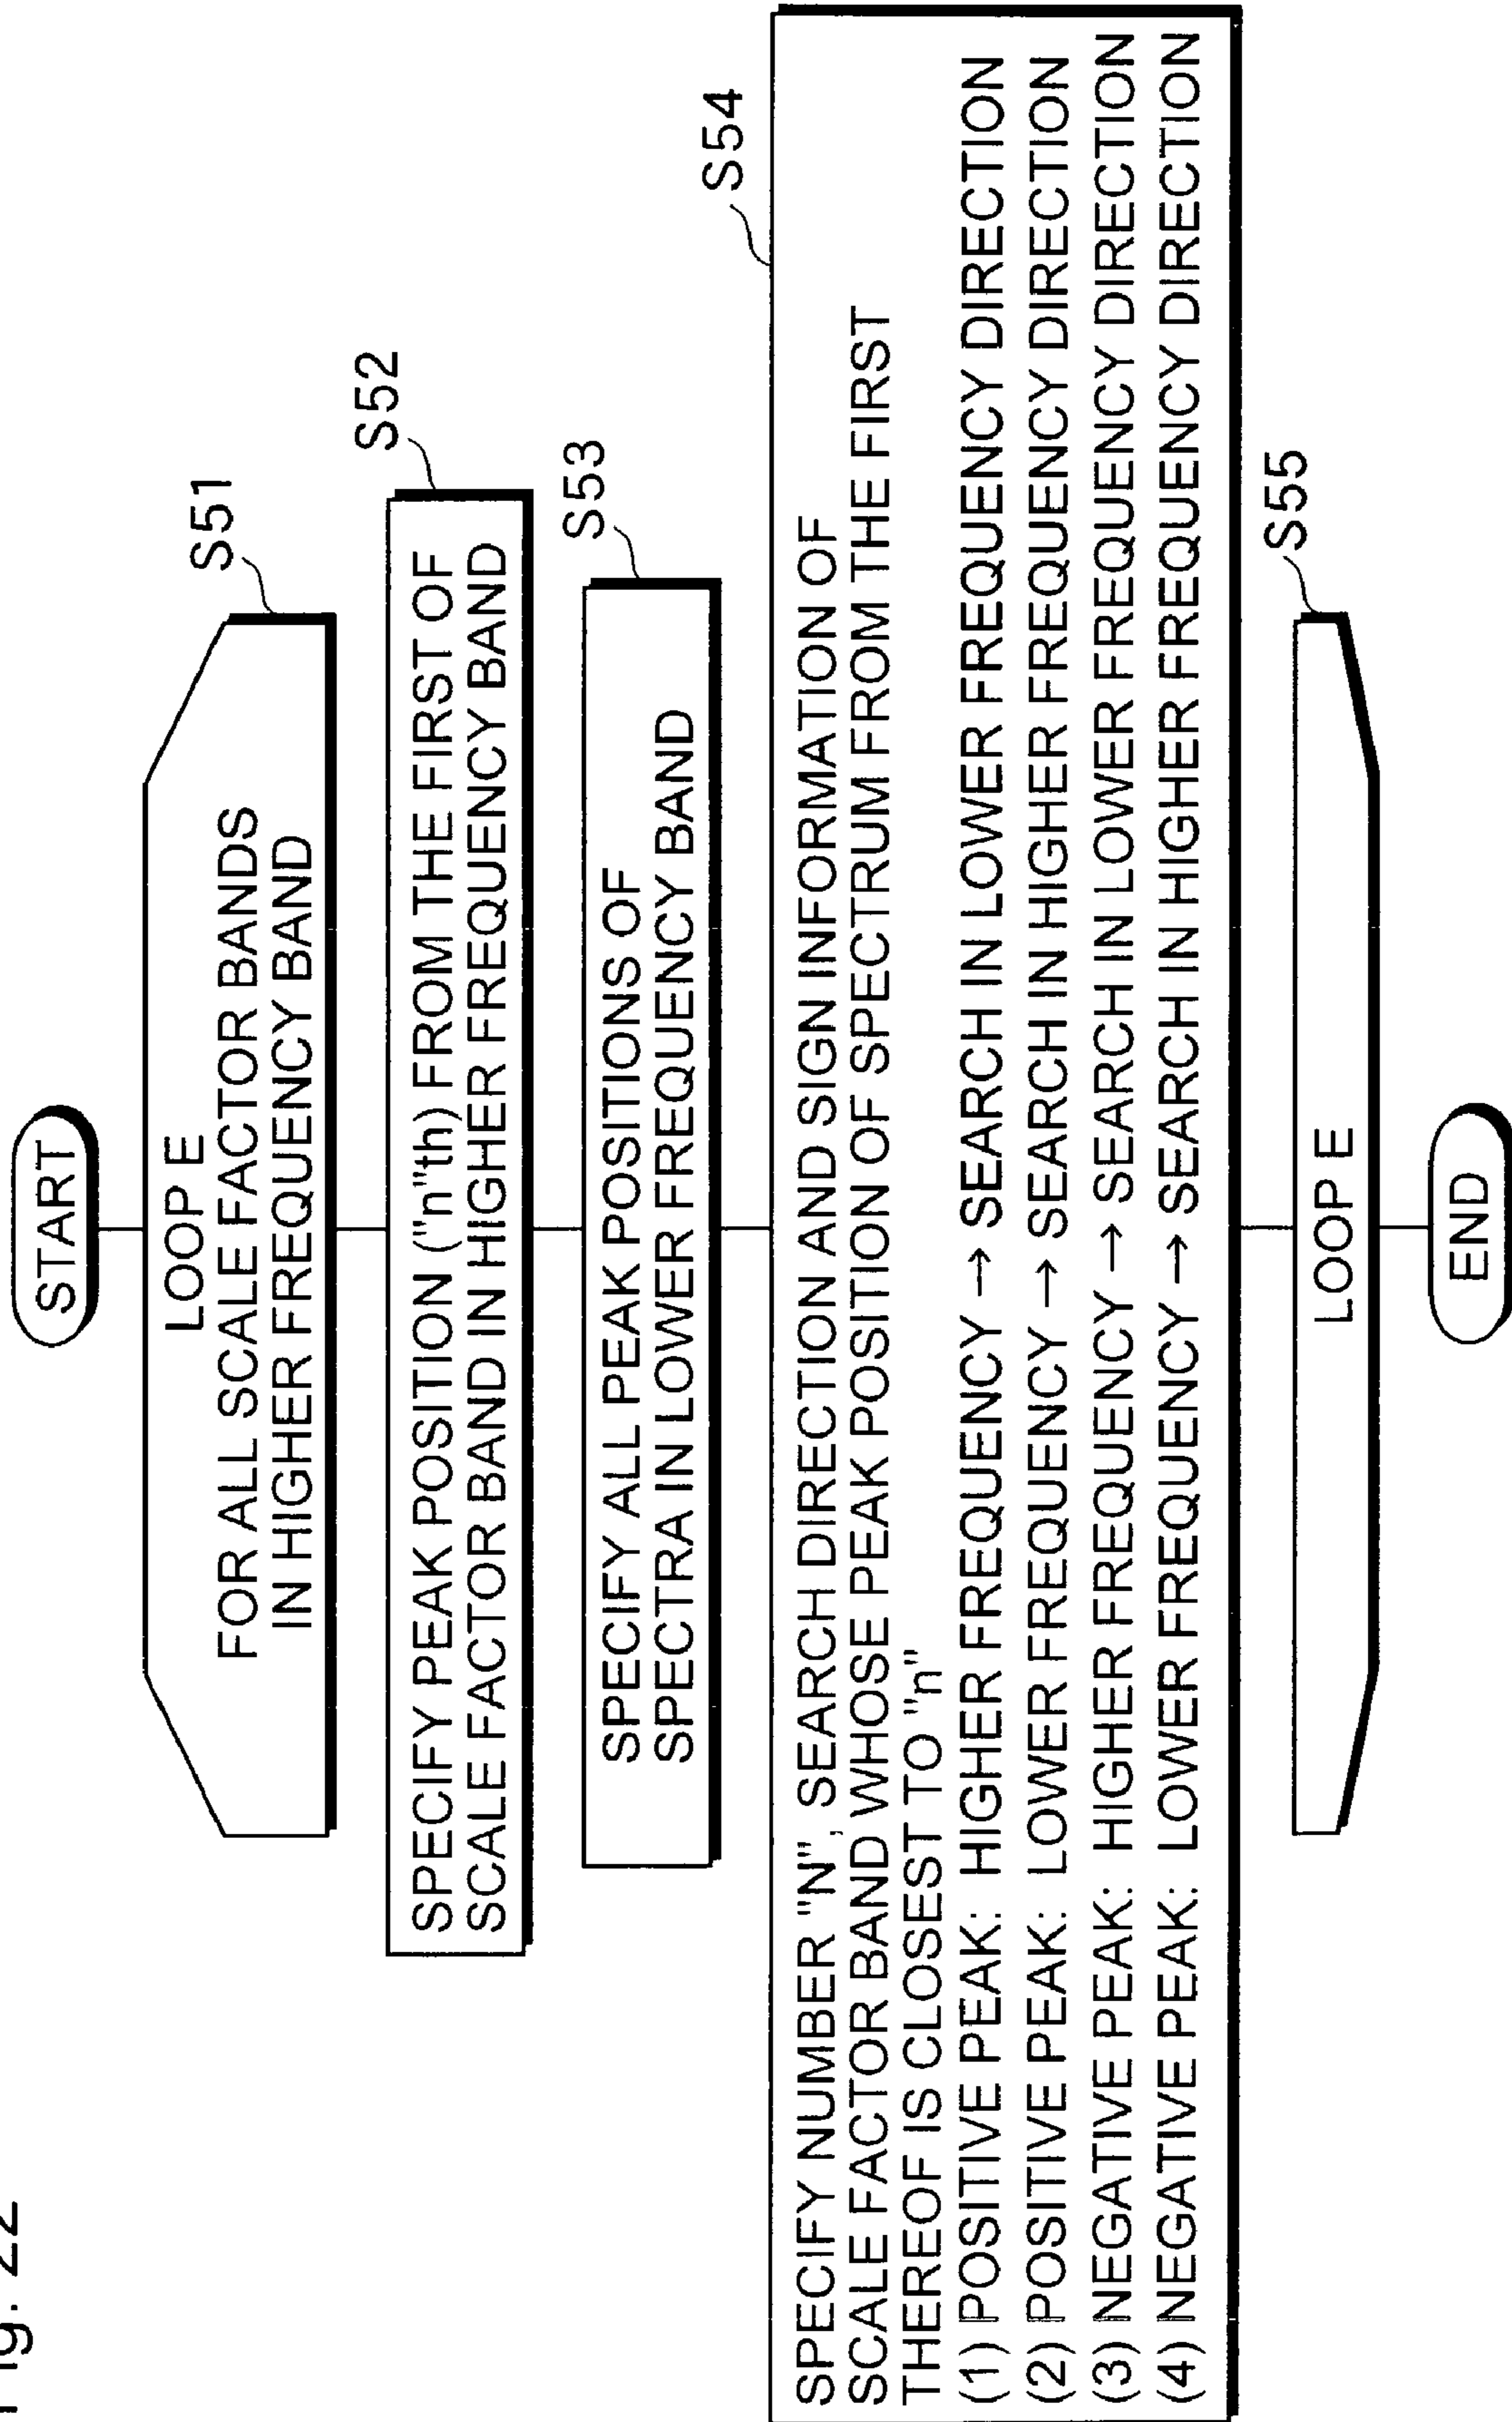 Fig. 22
START
LOOP E
FOR ALL SCALE FACTOR BANDS
IN HIGHER FREQUENCY BAND
S51
SPECIFY PEAK POSITION ("n"th) FROM THE FIRST OF
SCALE FACTOR BAND IN HIGHER FREQUENCY BAND
S52
SPECIFY ALL PEAK POSITIONS OF
SPECTRA IN LOWER FREQUENCY BAND
S53
SPECIFY NUMBER "N", SEARCH DIRECTION AND SIGN INFORMATION OF
SCALE FACTOR BAND WHOSE PEAK POSITION OF SPECTRUM FROM THE FIRST
THEREOF IS CLOSEST TO "n"
(1) POSITIVE PEAK: HIGHER FREQUENCY → SEARCH IN LOWER FREQUENCY DIRECTION
(2) POSITIVE PEAK: LOWER FREQUENCY → SEARCH IN HIGHER FREQUENCY DIRECTION
(3) NEGATIVE PEAK: HIGHER FREQUENCY → SEARCH IN LOWER FREQUENCY DIRECTION
(4) NEGATIVE PEAK: LOWER FREQUENCY → SEARCH IN HIGHER FREQUENCY DIRECTION
S54
LOOP E
S55
END